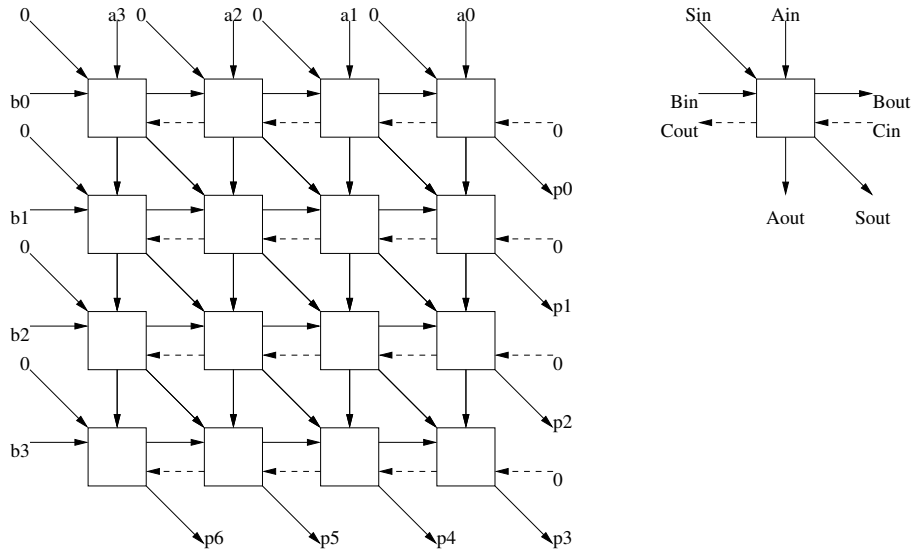 0 a3 0 a2 0 a1 0 a0 Sin Ain
b0 Bin Bout
0 0 Cout Cin
p0
b1 Aout Sout
0 0
p1
b2
0 0
p2
b3
0
p6 p5 p4 p3